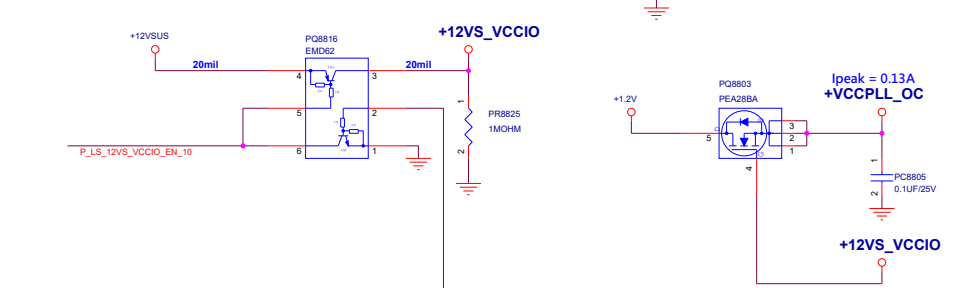 +12VSUS
PQ8816
EMD62
+12VS_VCCIO
20mil
20mil
4
3
5
2
6
1
P_LS_12VS_VCCIO_EN_10
1
PR8825
1MOHM
2
+1.2V
PQ8803
PEA28BA
Ipeak = 0.13A
+VCCPLL_OC
5
3
2
1
4
1
PC8805
0.1UF/25V
2
+12VS_VCCIO